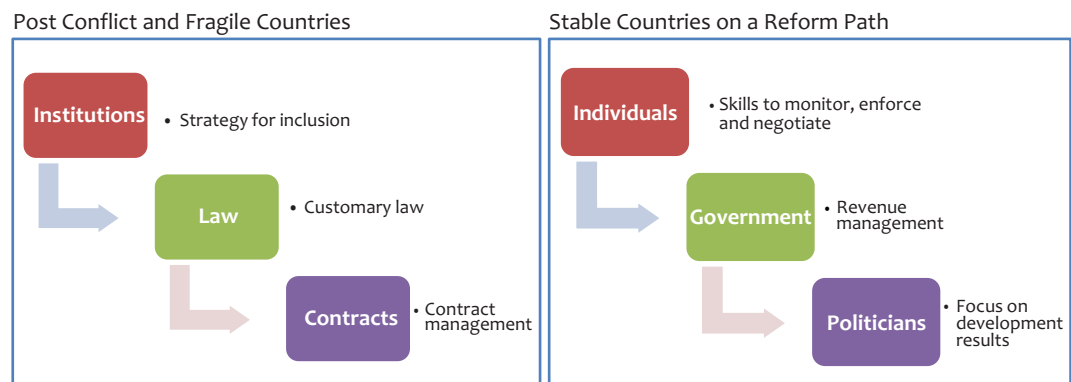 Post Conflict and Fragile Countries
Institutions
• Strategy for inclusion
Law
• Customary law
Contracts
• Contract
management
Stable Countries on a Reform Path
Individuals
• Skills to monitor, enforce
and negotiate
Government
• Revenue
management
Politicians
• Focus on
development
results